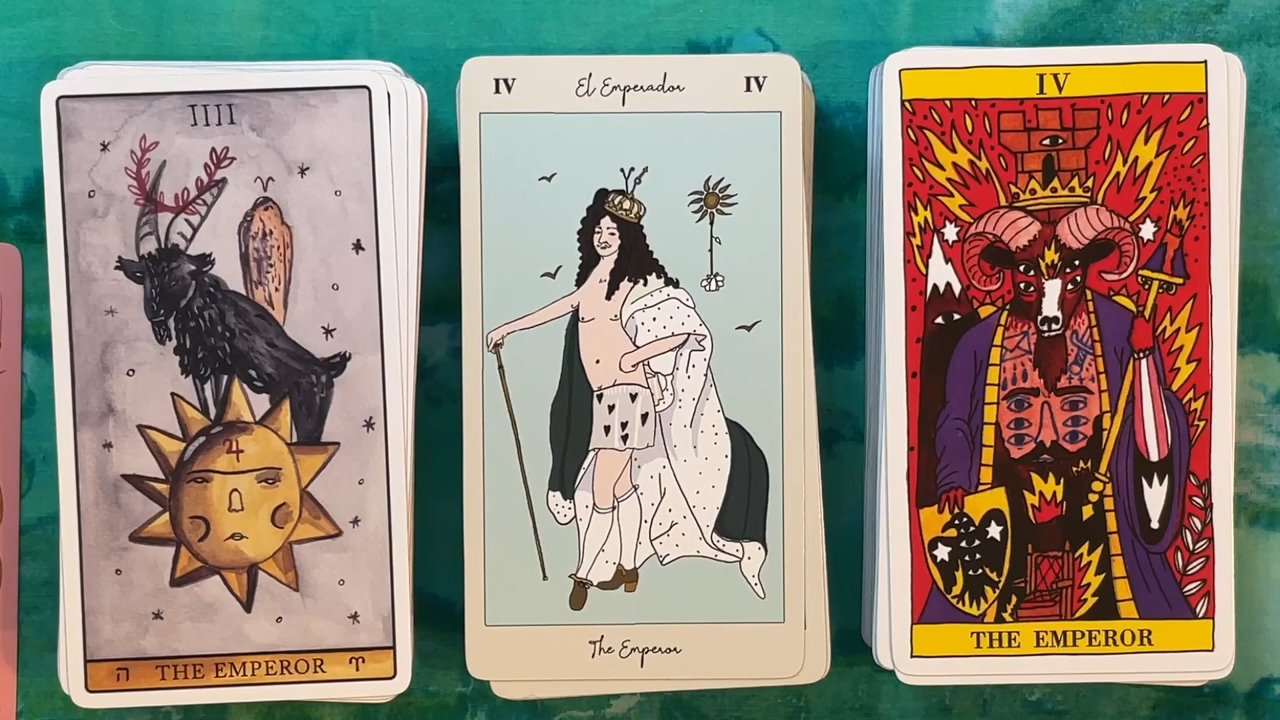 IIII
ה THE EMPEROR ♈
IV El Emperador IV
The Emperor
IV
THE EMPEROR